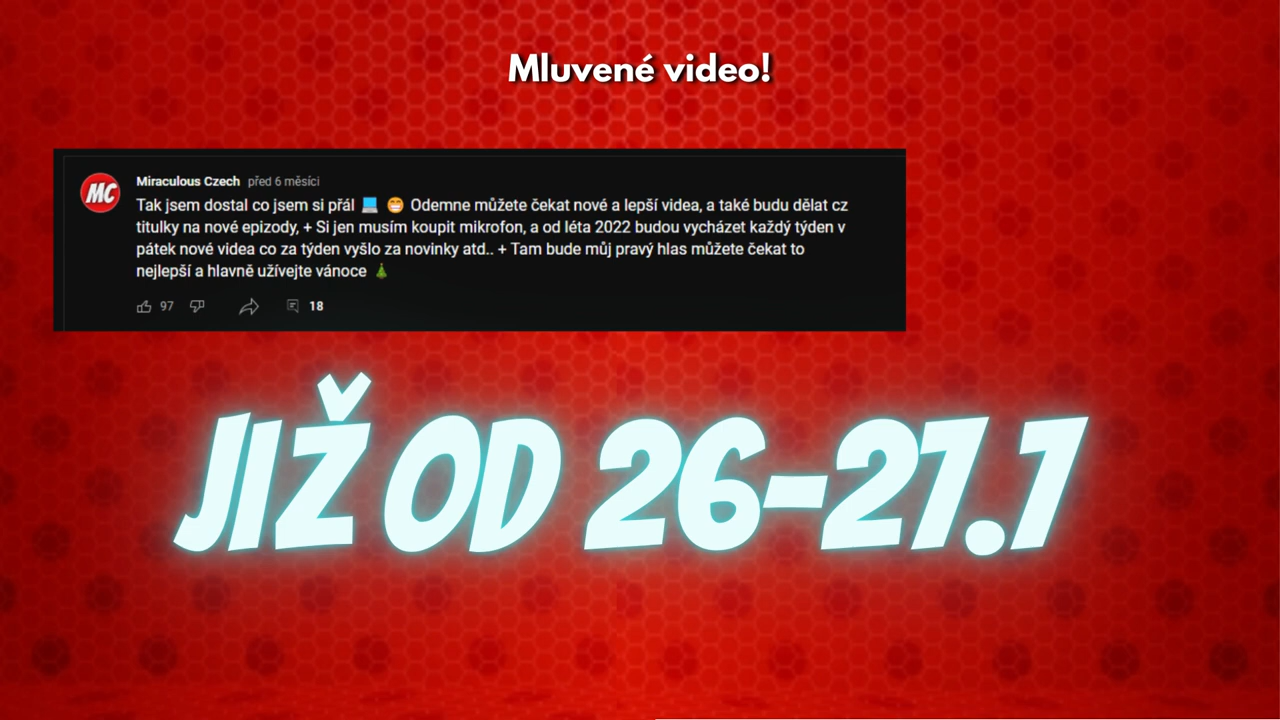 Mluvené video!
MC
Miraculous Czech před 6 měsíci
Tak jsem dostal co jsem si přál 💻 😁 Odemne můžete čekat nové a lepší videa, a také budu dělat cz
titulky na nové epizody, + Si jen musím koupit mikrofon, a od léta 2022 budou vycházet každý týden v
pátek nové videa co za týden vyšlo za novinky atd.. + Tam bude můj pravý hlas můžete čekat to
nejlepší a hlavně užívejte vánoce 🎄
97 18
JIŽ OD 26-27.7